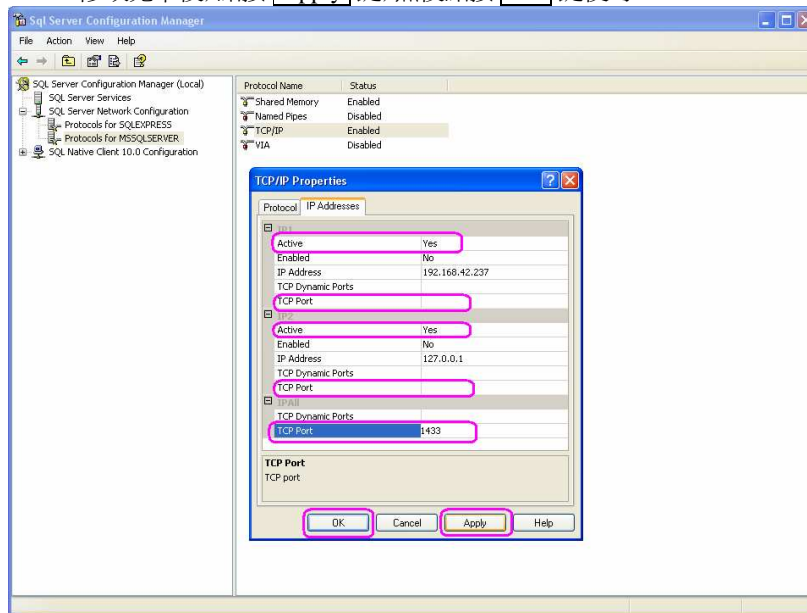 Sql Server Configuration Manager
File Action View Help
SQL Server Configuration Manager (Local)
SQL Server Services
SQL Server Network Configuration
Protocols for SQLEXPRESS
Protocols for MSSQLSERVER
SQL Native Client 10.0 Configuration
Protocol Name Status
Shared Memory Enabled
Named Pipes Disabled
TCP/IP Enabled
VIA Disabled
TCP/IP Properties
Protocol IP Addresses
IP1
Active Yes
Enabled No
IP Address 192.168.42.237
TCP Dynamic Ports
TCP Port
IP2
Active Yes
Enabled No
IP Address 127.0.0.1
TCP Dynamic Ports
TCP Port
IPAll
TCP Dynamic Ports
TCP Port 1433
TCP Port
TCP port
OK Cancel Apply Help